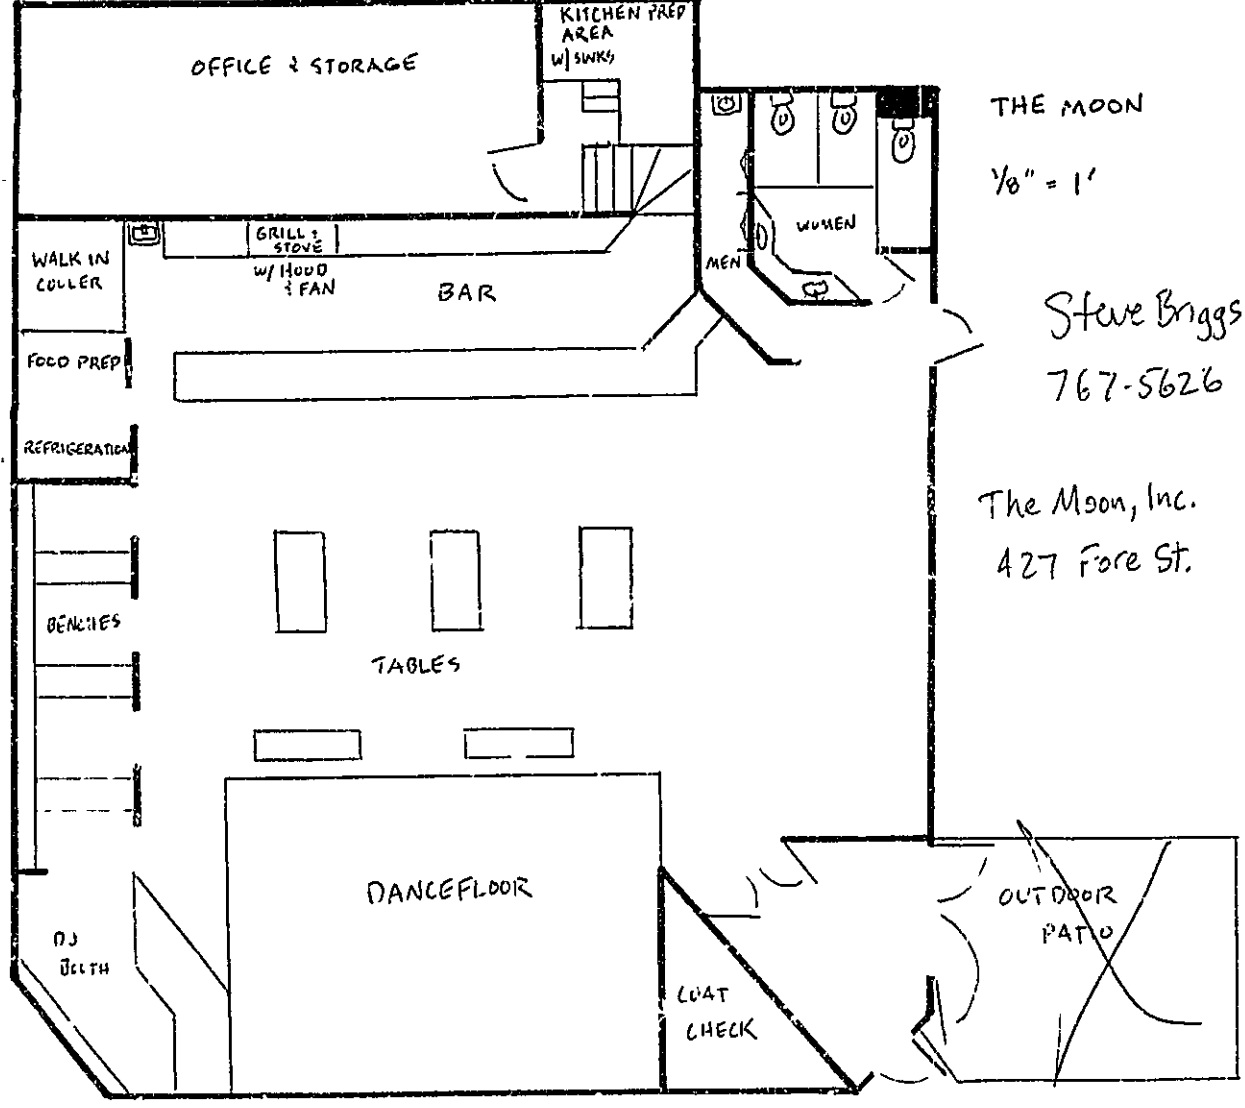 KITCHEN PREP
AREA
W/ SINKS
OFFICE & STORAGE
THE MOON
1/8" = 1'
WOMEN
MEN
GRILL &
STOVE
W/ HOOD
& FAN
WALK IN
COLLER
BAR
Steve Briggs
767-5626
FOOD PREP
REFRIGERATION
The Moon, Inc.
427 Fore St.
BENCHES
TABLES
DANCEFLOOR
OUTDOOR
PATIO
DJ
BOOTH
COAT
CHECK